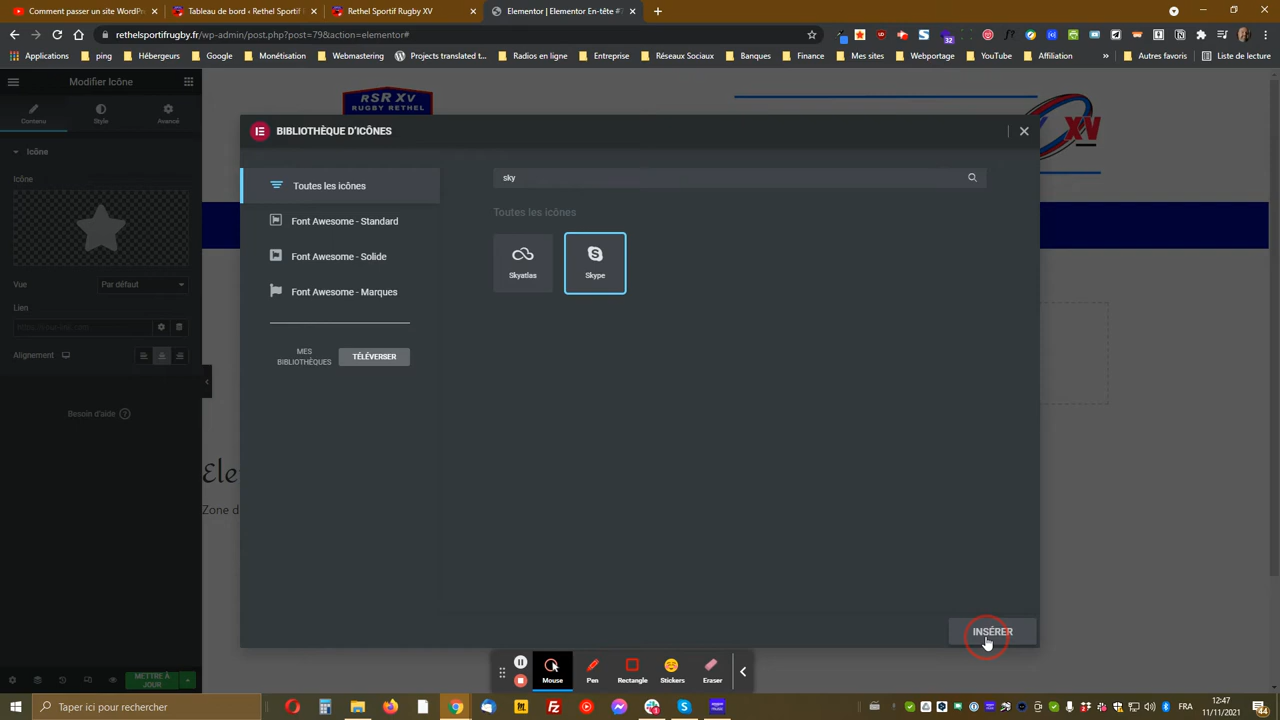 Comment passer un site WordPr
Tableau de bord ‹ Rethel Sportif
Rethel Sport Rugby XV
Elementor | Elementor En-tête #7
rethelsportifrugby.fr/wp-admin/post.php?post=79&action=elementor#
Applications
ping
Hébergeurs
Google
Monétisation
Webmastering
Projects translated t...
Radios en ligne
Entreprise
Réseaux Sociaux
Banques
Finance
Mes sites
Webportage
YouTube
Affiliation
»
Autres favoris
Liste de lecture
Modifier Icône
Contenu
Style
Avancé
Icône
Icône
Vue
Par défaut
Lien
Alignement
Besoin d'aide
METTRE À
JOUR
RSR XV
RUGBY RETHEL
XV
BIBLIOTHÈQUE D'ICÔNES
Toutes les icônes
Font Awesome - Standard
Font Awesome - Solide
Font Awesome - Marques
MES
BIBLIOTHÈQUES
TÉLÉVERSER
sky
Toutes les icônes
Skyatlas
Skype
INSÉRER
Ele
Zone d
Mouse
Pen
Rectangle
Stickers
Eraser
Taper ici pour rechercher
FRA
12:47
11/11/2021